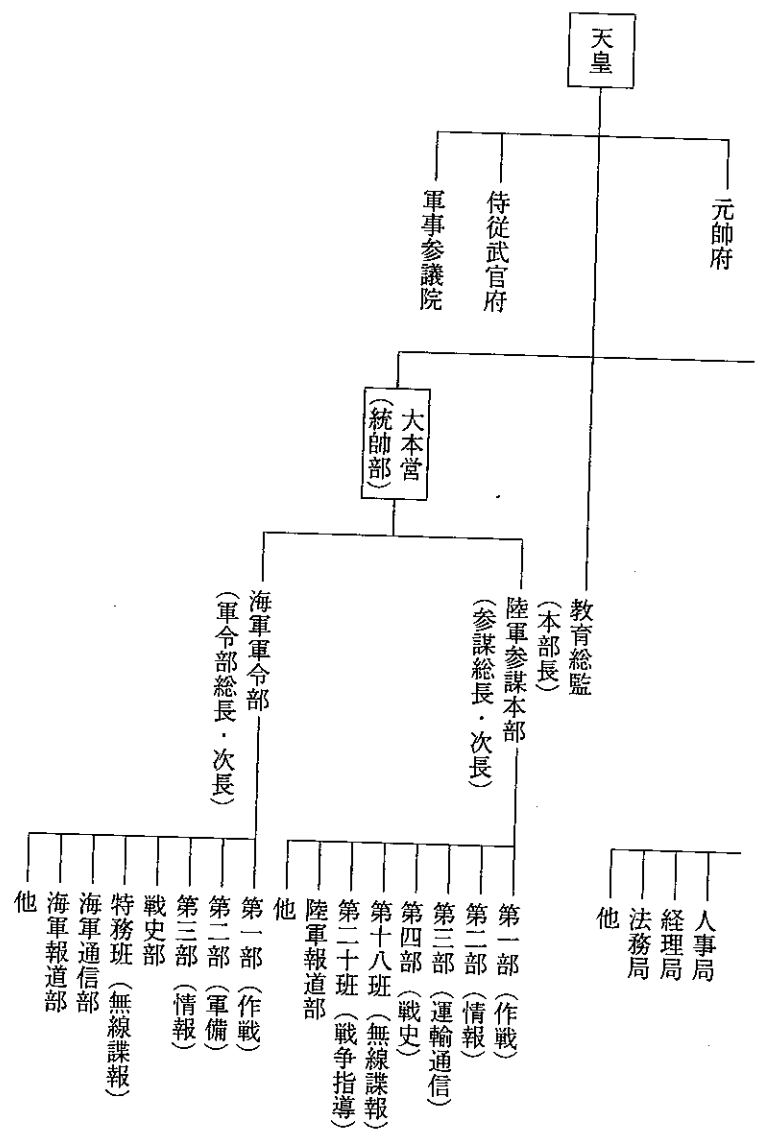 天皇
元帥府
侍従武官府
軍事参議院
大本営
（統帥部）
教育総監
（本部長）
陸軍参謀本部
（参謀総長・次長）
海軍軍令部
（軍令部総長・次長）
人事局
経理局
法務局
他
第一部（作戦）
第二部（情報）
第三部（運輸通信）
第四部（戦史）
第十八班（無線諜報）
第二十班（戦争指導）
陸軍報道部
他
第一部（作戦）
第二部（軍備）
第三部（情報）
戦史部
特務班（無線諜報）
海軍通信部
海軍報道部
他